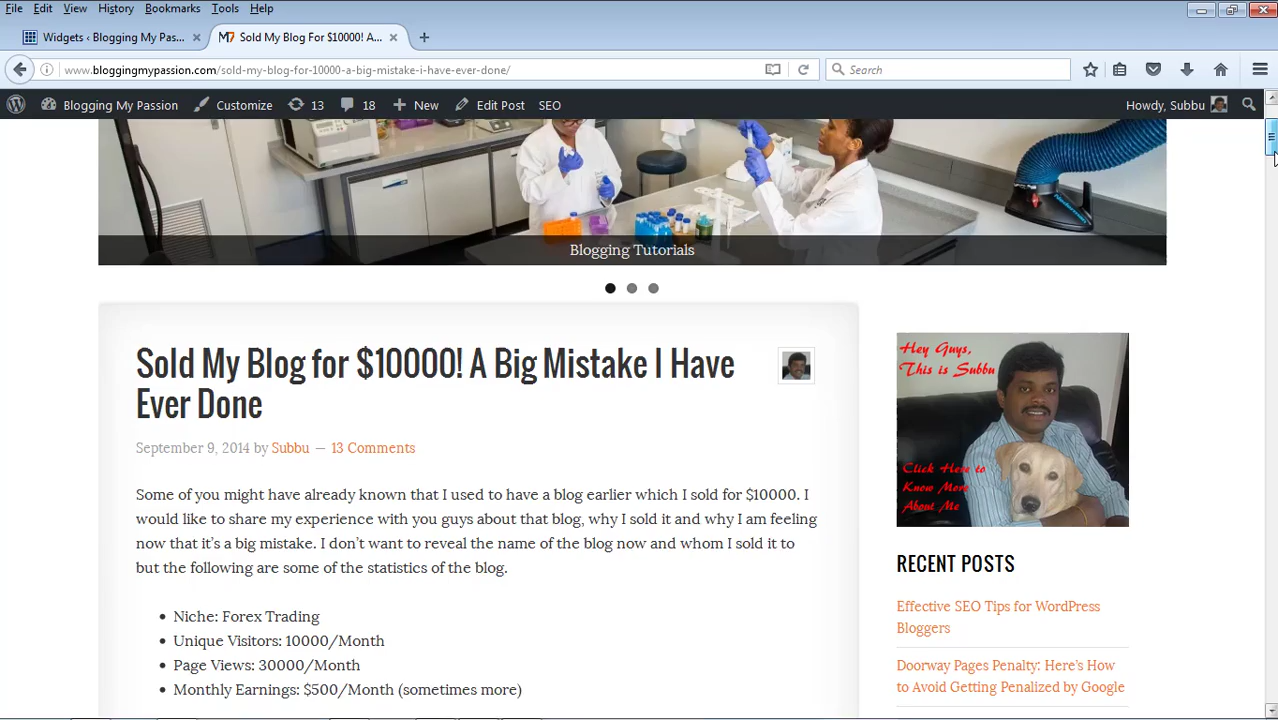 File Edit View History Bookmarks Tools Help
Widgets ‹ Blogging My Pas...
Sold My Blog For $10000! A...
www.bloggingmypassion.com/sold-my-blog-for-10000-a-big-mistake-i-have-ever-done/
Search
Blogging My Passion Customize 13 18 New Edit Post SEO Howdy, Subbu
Blogging Tutorials
Sold My Blog for $10000! A Big Mistake I Have
Ever Done
September 9, 2014 by Subbu — 13 Comments
Some of you might have already known that I used to have a blog earlier which I sold for $10000. I
would like to share my experience with you guys about that blog, why I sold it and why I am feeling
now that it’s a big mistake. I don’t want to reveal the name of the blog now and whom I sold it to
but the following are some of the statistics of the blog.
• Niche: Forex Trading
• Unique Visitors: 10000/Month
• Page Views: 30000/Month
• Monthly Earnings: $500/Month (sometimes more)
Hey Guys,
This is Subbu
Click Here to
Know More
About Me
RECENT POSTS
Effective SEO Tips for WordPress
Bloggers
Doorway Pages Penalty: Here’s How
to Avoid Getting Penalized by Google